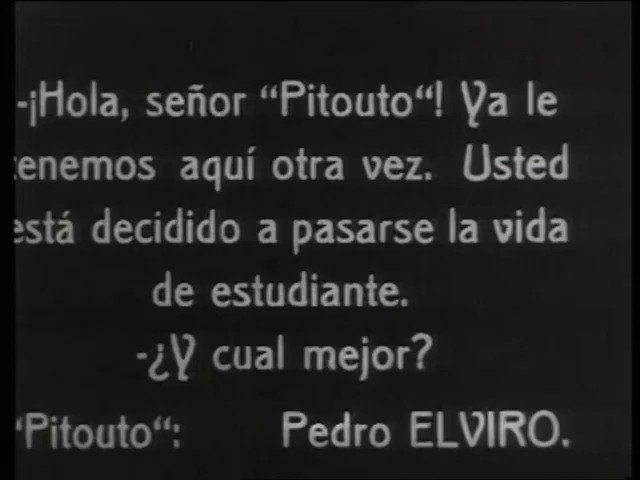 -¡Hola, señor “Pitouto“! Ya le
tenemos aquí otra vez. Usted
está decidido a pasarse la vida
de estudiante.
-¿Y cual mejor?
“Pitouto“: Pedro ELVIRO.